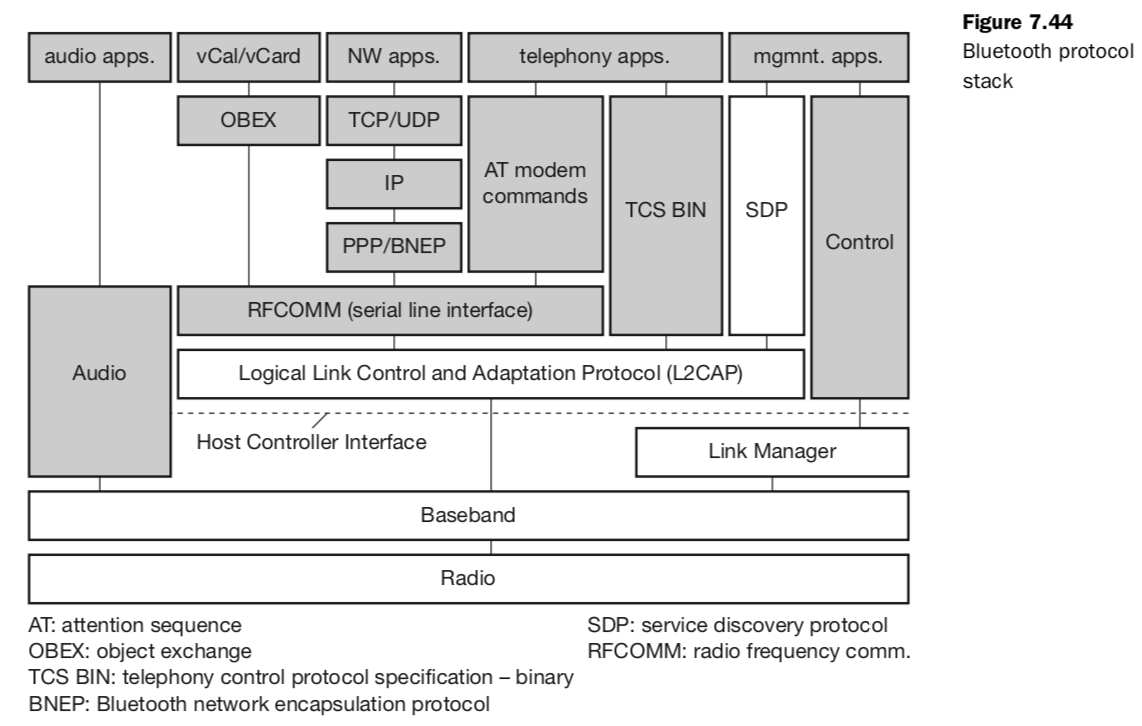 Figure 7.44
Bluetooth protocol
stack
audio apps.
vCal/vCard
NW apps.
telephony apps.
mgmnt. apps.
OBEX
TCP/UDP
AT modem
commands
TCS BIN
SDP
Control
IP
PPP/BNEP
RFCOMM (serial line interface)
Audio
Logical Link Control and Adaptation Protocol (L2CAP)
Host Controller Interface
Link Manager
Baseband
Radio
AT: attention sequence
OBEX: object exchange
TCS BIN: telephony control protocol specification – binary
BNEP: Bluetooth network encapsulation protocol
SDP: service discovery protocol
RFCOMM: radio frequency comm.